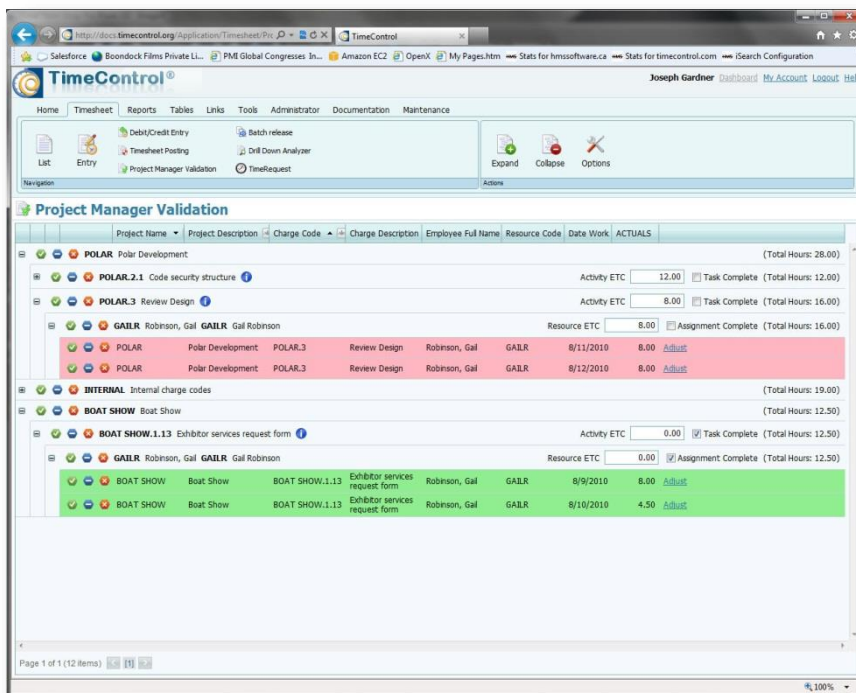 http://docs.timecontrol.org/Application/Timesheet/Prc
TimeControl
Salesforce Boondock Films Private Li... PMI Global Congresses In... Amazon EC2 OpenX My Pages.htm Stats for hmssoftware.ca Stats for timecontrol.com iSearch Configuration
TimeControl®
Joseph Gardner Dashboard My Account Logout Hel
Home Timesheet Reports Tables Links Tools Administrator Documentation Maintenance
Debit/Credit Entry Batch release
Timesheet Posting Drill Down Analyzer
List Entry Project Manager Validation TimeRequest Expand Collapse Options
Navigation Actions
Project Manager Validation
Project Name Project Description Charge Code Charge Description Employee Full Name Resource Code Date Work ACTUALS
POLAR Polar Development (Total Hours: 28.00)
POLAR.2.1 Code security structure Activity ETC 12.00 Task Complete (Total Hours: 12.00)
POLAR.3 Review Design Activity ETC 8.00 Task Complete (Total Hours: 16.00)
GAILR Robinson, Gail GAILR Gail Robinson Resource ETC 8.00 Assignment Complete (Total Hours: 16.00)
POLAR Polar Development POLAR.3 Review Design Robinson, Gail GAILR 8/11/2010 8.00 Adjust
POLAR Polar Development POLAR.3 Review Design Robinson, Gail GAILR 8/12/2010 8.00 Adjust
INTERNAL Internal charge codes (Total Hours: 19.00)
BOAT SHOW Boat Show (Total Hours: 12.50)
BOAT SHOW.1.13 Exhibitor services request form Activity ETC 0.00 Task Complete (Total Hours: 12.50)
GAILR Robinson, Gail GAILR Gail Robinson Resource ETC 0.00 Assignment Complete (Total Hours: 12.50)
BOAT SHOW Boat Show BOAT SHOW.1.13 Exhibitor services request form Robinson, Gail GAILR 8/9/2010 8.00 Adjust
BOAT SHOW Boat Show BOAT SHOW.1.13 Exhibitor services request form Robinson, Gail GAILR 8/10/2010 4.50 Adjust
Page 1 of 1 (12 items) [1]
100%